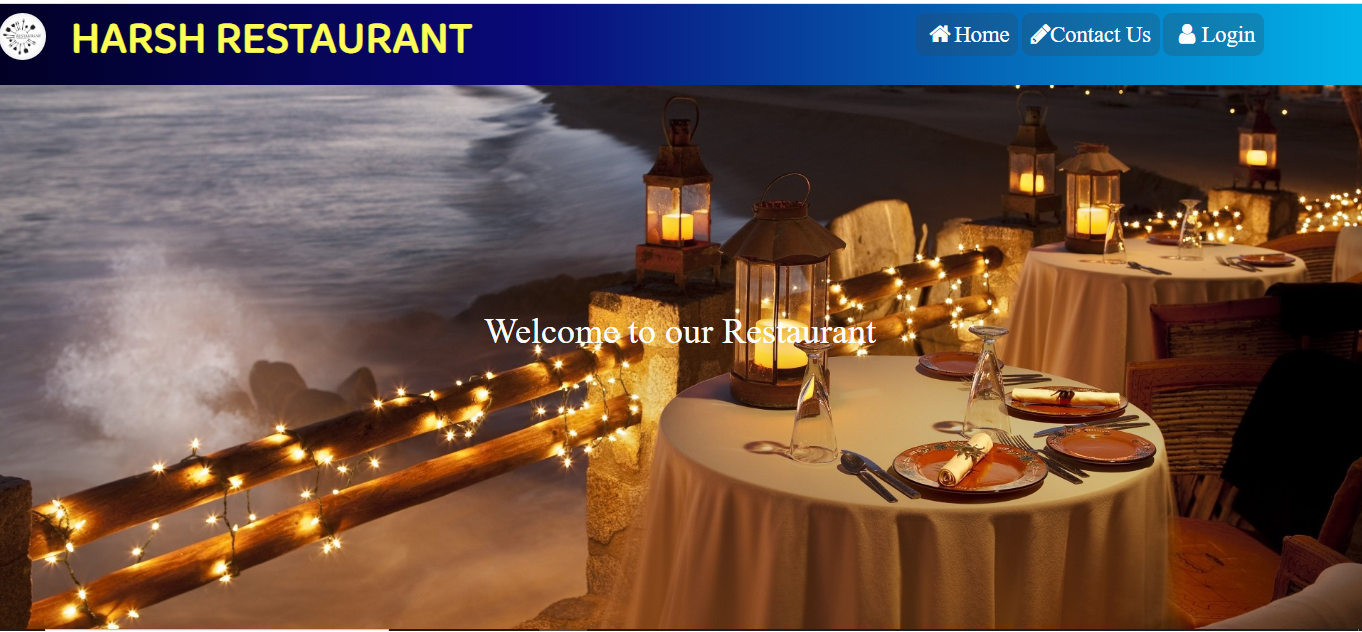 HARSH RESTAURANT
Home
Contact Us
Login
Welcome to our Restaurant